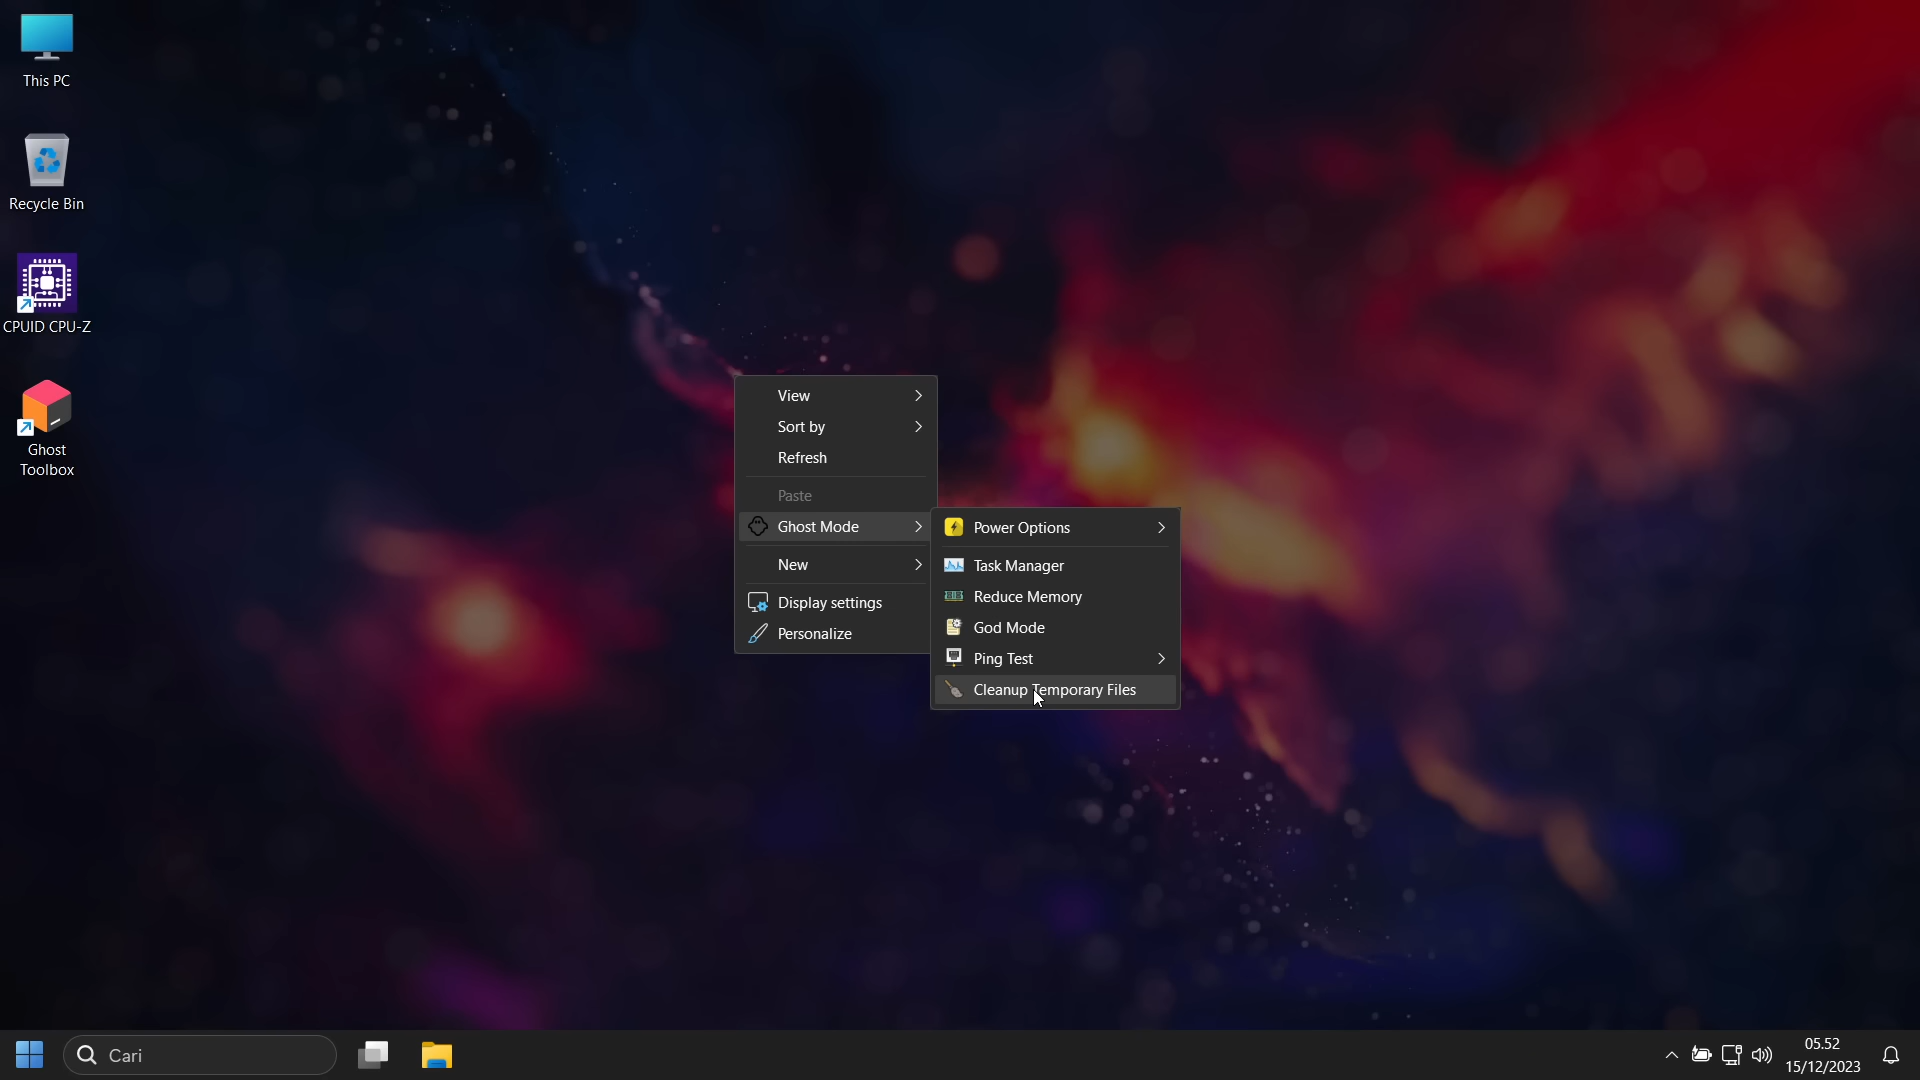 This PC
Recycle Bin
CPUID CPU-Z
Ghost
Toolbox
View
Sort by
Refresh
Paste
Ghost Mode
New
Display settings
Personalize
Power Options
Task Manager
Reduce Memory
God Mode
Ping Test
Cleanup Temporary Files
Cari
05.52
15/12/2023